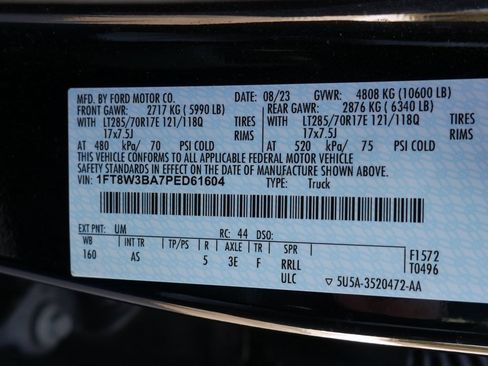 MFD. BY FORD MOTOR CO. DATE: 08/23 GVWR: 4808 KG (10600 LB)
FRONT GAWR: 2717 KG ( 5990 LB) REAR GAWR: 2876 KG ( 6340 LB)
WITH LT285/70R17E 121/118Q TIRES WITH LT285/70R17E 121/118Q TIRES
17x7.5J RIMS 17x7.5J RIMS
AT 480 kPa/ 70 PSI COLD AT 520 kPa/ 75 PSI COLD
THIS VEHICLE CONFORMS TO ALL APPLICABLE FEDERAL MOTOR VEHICLE
SAFETY STANDARDS IN EFFECT ON THE DATE OF MANUFACTURE SHOWN ABOVE.
VIN: 1FT8W3BA7PED61604 TYPE: Truck
EXT PNT: UM RC: 44 DSO:
WB INT TR TP/PS R AXLE TR SPR F1572
160 AS 5 3E F RRLL T0496
ULC ▽ 5U5A-3520472-AA